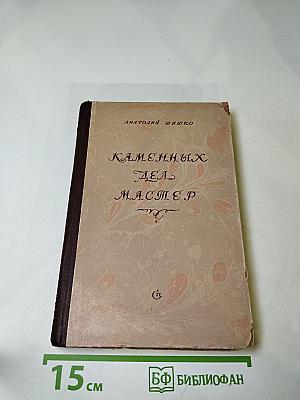 АНАТОЛИЙ ШИШКО
КАМЕННЫХ
ДЕЛ
МАСТЕР
15 см
БФ БИБЛИОФАН